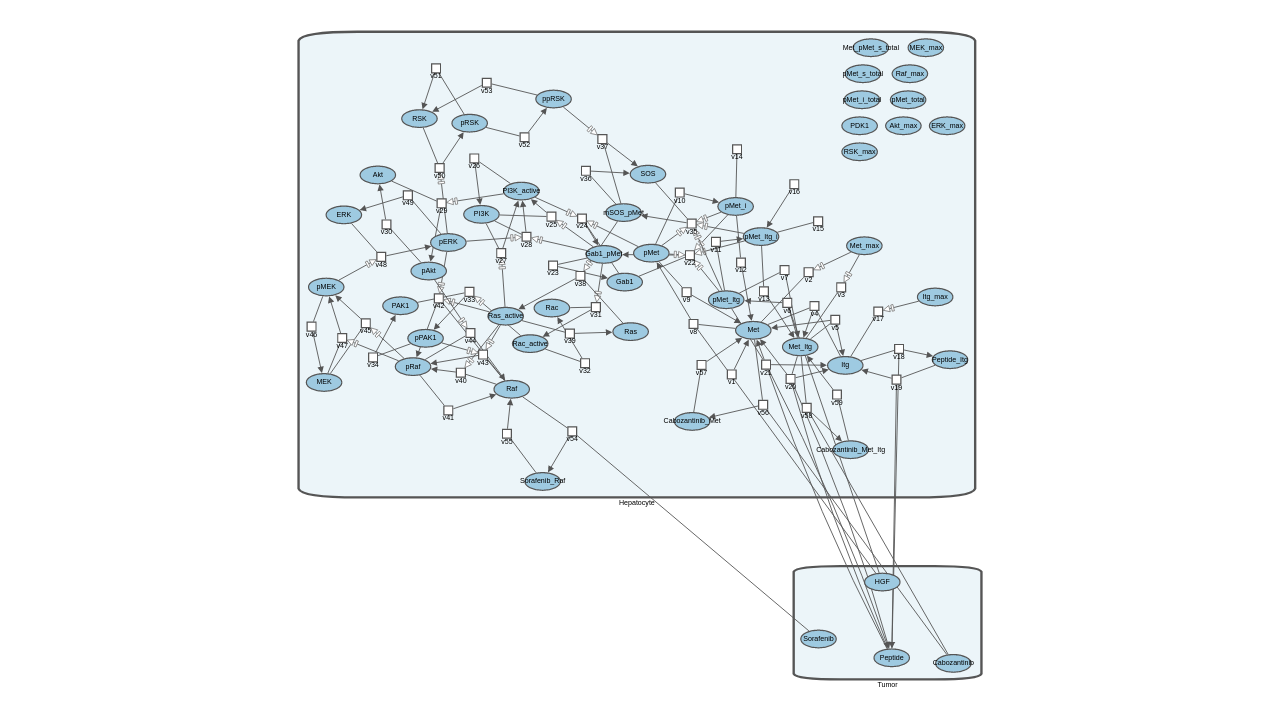 Met_pMet_s_total
MEK_max
pMet_s_total
Raf_max
pMet_i_total
pMet_total
PDK1
Akt_max
ERK_max
RSK_max
v51
v53
ppRSK
RSK
pRSK
v52
v37
v14
v50
v26
v36
SOS
Akt
v16
PI3K_active
v10
v49
v29
pMet_i
ERK
PI3K
v25
v24
mSOS_pMet
v15
v30
v35
pERK
v28
pMet_Itg_i
v11
Met_max
v48
v27
Gab1_pMet
pMet
v22
pAkt
v23
v12
v7
v2
pMEK
v38
Gab1
v3
v33
v9
v13
Itg_max
PAK1
v42
pMet_Itg
v6
v4
Rac
v31
v17
Ras_active
v5
v46
v45
v8
Met
Ras
pPAK1
v44
v39
Rac_active
v47
Met_Itg
v18
v34
v43
Peptide_Itg
pRaf
v32
v57
v21
Itg
v40
v1
v20
v19
MEK
Raf
v59
v41
v56
v58
Cabozantinib_Met
v55
v54
Cabozantinib_Met_Itg
Sorafenib_Raf
Hepatocyte
HGF
Sorafenib
Peptide
Cabozantinib
Tumor